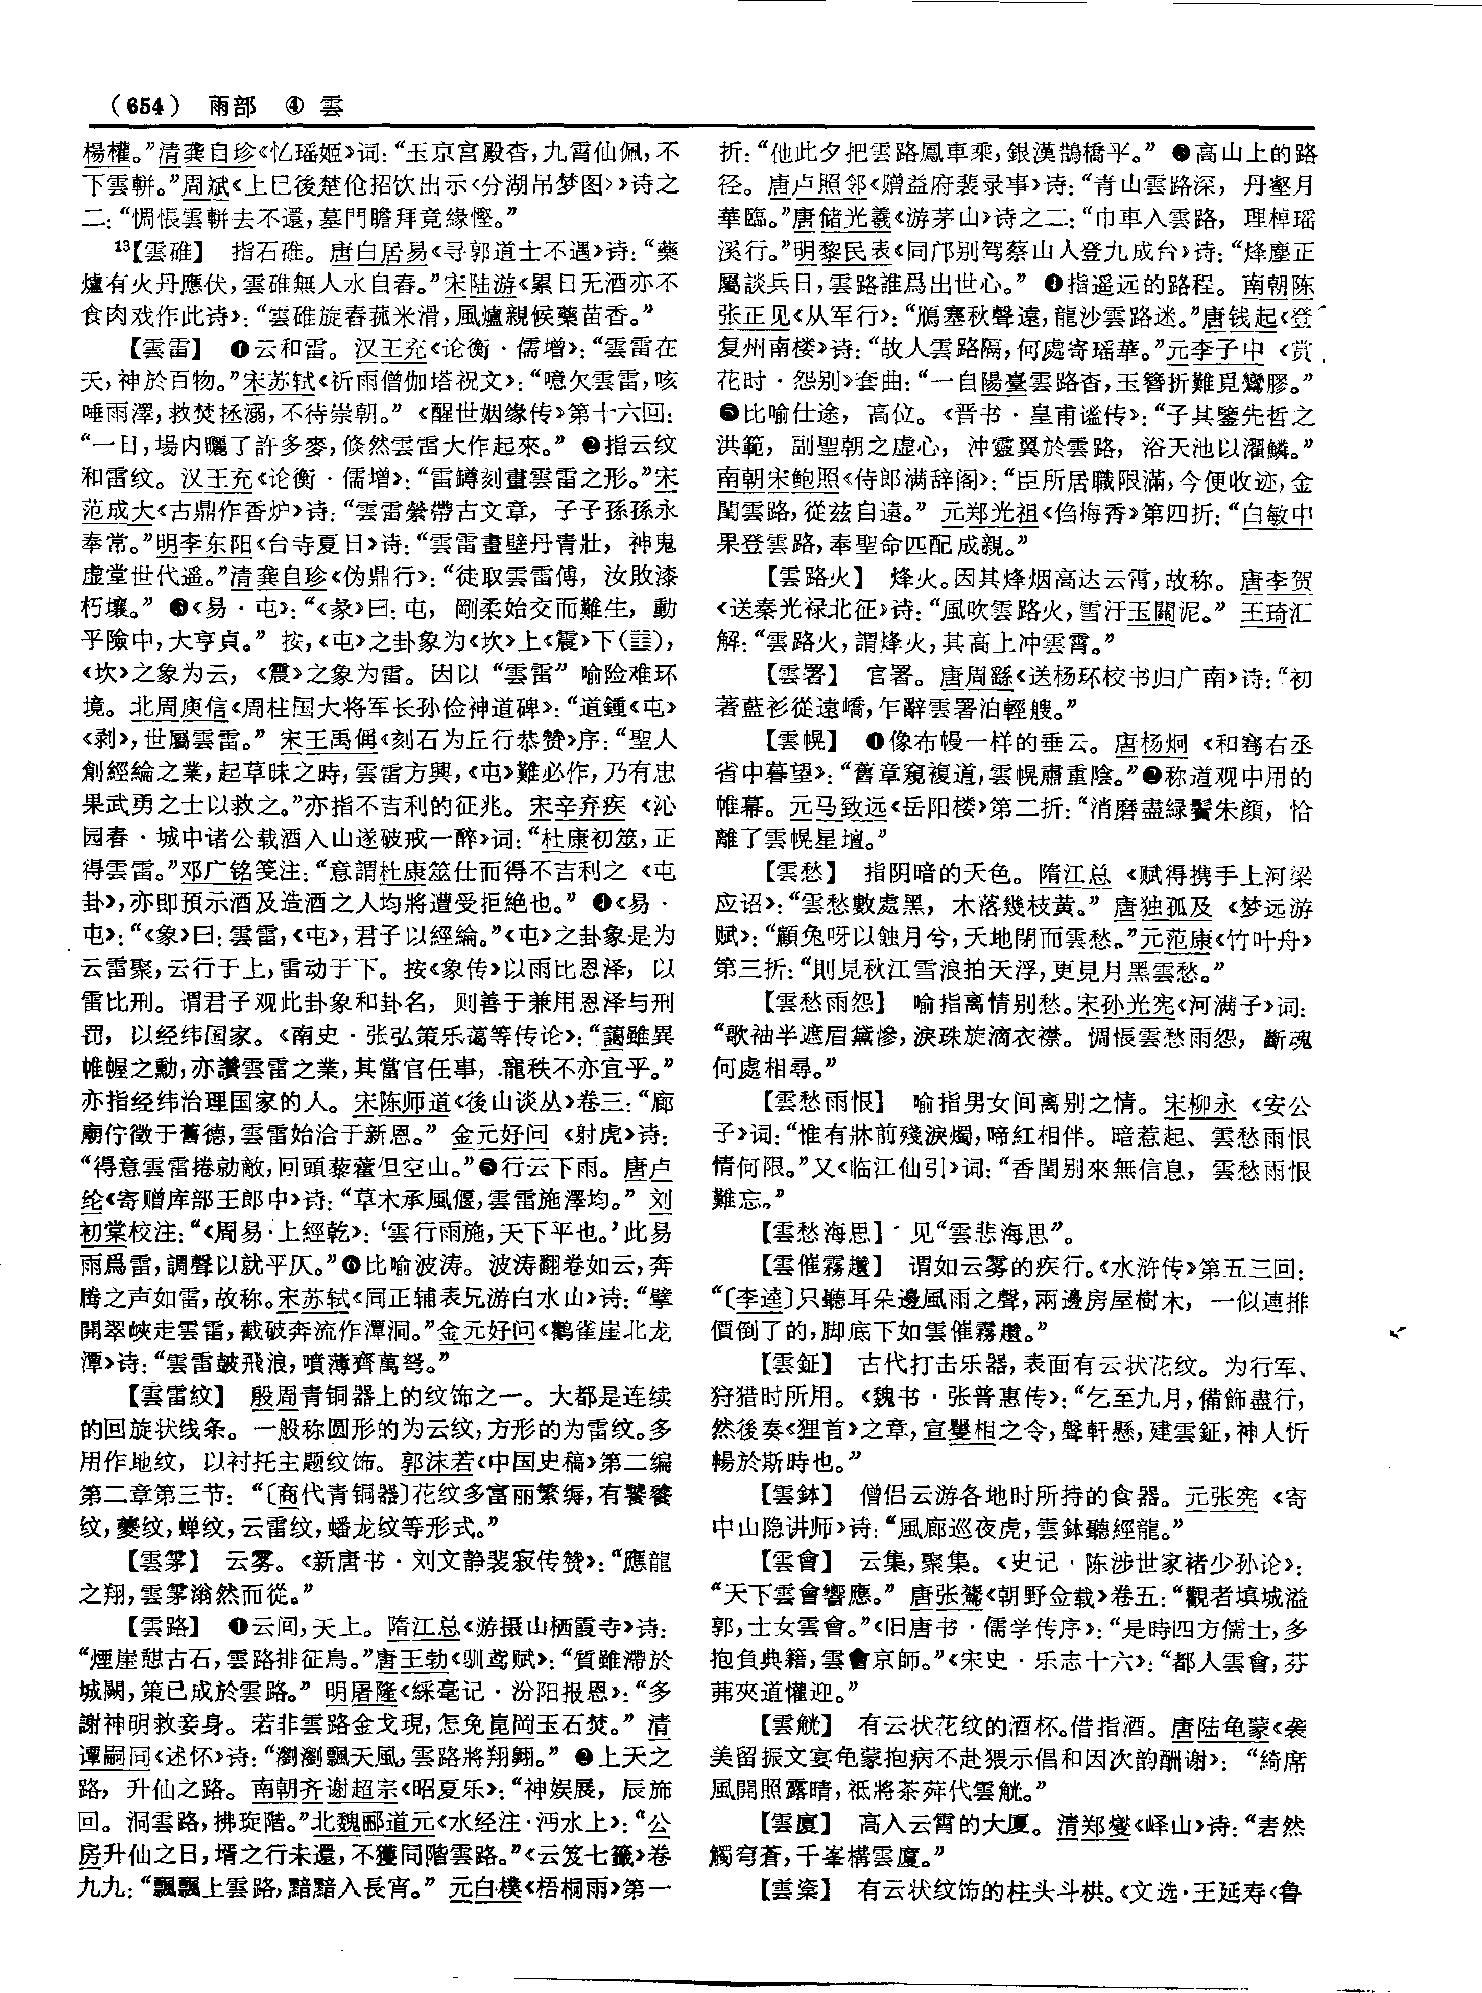 （654） 雨部 ④ 雲
楊權。”清龚自珍《忆瑶姬》词：“玉京宫殿杳，九霄仙佩，不
下雲軿。”周斌《上巳後楚伧招饮出示〈分湖吊梦图〉》诗之
二：“惆悵雲軿去不還，墓門瞻拜竟緣慳。”
13【雲碓】 指石碓。唐白居易《寻郭道士不遇》诗：“藥
爐有火丹應伏，雲碓無人水自舂。”宋陆游《累日无酒亦不
食肉戏作此诗》：“雲碓旋舂菰米滑，風爐親候藥苗香。”
【雲雷】 ❶云和雷。汉王充《论衡·儒增》：“雲雷在
天，神於百物。”宋苏轼《祈雨僧伽塔祝文》：“噫欠雲雷，咳
唾雨澤，救焚拯溺，不待崇朝。” 《醒世姻缘传》第十六回：
“一日，場内曬了許多麥，倏然雲雷大作起來。” ❷指云纹
和雷纹。汉王充《论衡·儒增》：“雷罇刻畫雲雷之形。”宋
范成大《古鼎作香炉》诗：“雲雷縈帶古文章，子子孫孫永
奉常。”明李东阳《台寺夏日》诗：“雲雷畫壁丹青壯，神鬼
虚堂世代遥。”清龚自珍《伪鼎行》：“徒取雲雷傅，汝敗漆
朽壤。” ❸《易·屯》：“《彖》曰：屯，剛柔始交而難生，動
乎險中，大亨貞。” 按，《屯》之卦象为《坎》上《震》下（䷂），
《坎》之象为云，《震》之象为雷。因以“雲雷”喻险难环
境。北周庾信《周柱国大将军长孙俭神道碑》：“道鍾《屯》
《剥》，世屬雲雷。” 宋王禹偁《刻石为丘行恭赞》序：“聖人
創經綸之業，起草昧之時，雲雷方興，《屯》難必作，乃有忠
果武勇之士以救之。”亦指不吉利的征兆。宋辛弃疾《沁
园春·城中诸公载酒入山遂破戒一醉》词：“杜康初筮，正
得雲雷。”邓广铭笺注：“意謂杜康筮仕而得不吉利之《屯
卦》，亦即預示酒及造酒之人均將遭受拒絶也。” ❹《易·
屯》：“《象》曰：雲雷，《屯》，君子以經綸。”《屯》之卦象是为
云雷聚，云行于上，雷动于下。按《象传》以雨比恩泽，以
雷比刑。谓君子观此卦象和卦名，则善于兼用恩泽与刑
罚，以经纬国家。《南史·张弘策乐蔼等传论》：“藹雖異
帷幄之勳，亦讚雲雷之業，其當官任事，寵秩不亦宜乎。”
亦指经纬治理国家的人。宋陈师道《後山谈丛》卷三：“廊
廟佇徵于舊德，雲雷始洽于新恩。” 金元好问《射虎》诗：
“得意雲雷捲勍敵，回頭藜藿但空山。”❺行云下雨。唐卢
纶《寄赠库部王郎中》诗：“草木承風偃，雲雷施澤均。” 刘
初棠校注：“《周易·上經乾》：‘雲行雨施，天下平也。’此易
雨爲雷，調聲以就平仄。”❻比喻波涛。波涛翻卷如云，奔
腾之声如雷，故称。宋苏轼《同正辅表兄游白水山》诗：“擘
開翠峽走雲雷，截破奔流作潭洞。”金元好问《鹳雀崖北龙
潭》诗：“雲雷皷飛浪，噴薄齊萬弩。”
【雲雷纹】 殷周青铜器上的纹饰之一。大都是连续
的回旋状线条。一般称圆形的为云纹，方形的为雷纹。多
用作地纹，以衬托主题纹饰。郭沫若《中国史稿》第二编
第二章第三节：“〔商代青铜器〕花纹多富丽繁缛，有饕餮
纹，夔纹，蝉纹，云雷纹，蟠龙纹等形式。”
【雲雺】 云雾。《新唐书·刘文静裴寂传赞》：“應龍
之翔，雲雺滃然而從。”
【雲路】 ❶云间，天上。隋江总《游摄山栖霞寺》诗：
“煙崖憇古石，雲路排征鳥。”唐王勃《驯鸢赋》：“質雖滯於
城闕，策已成於雲路。” 明屠隆《綵毫记·汾阳报恩》：“多
謝神明救妾身。若非雲路金戈現，怎免崑岡玉石焚。” 清
谭嗣同《述怀》诗：“瀏瀏飄天風，雲路將翔翺。” ❷上天之
路，升仙之路。南朝齐谢超宗《昭夏乐》：“神娱展，辰旆
回。洞雲路，拂琁階。”北魏郦道元《水经注·沔水上》：“公
房升仙之日，壻之行未還，不獲同階雲路。”《云笈七籤》卷
九九：“飄飄上雲路，黯黯入長宵。” 元白樸《梧桐雨》第一
折：“他此夕把雲路鳳車乘，銀漢鵲橋平。” ❸高山上的路
径。唐卢照邻《赠益府裴录事》诗：“青山雲路深，丹壑月
華臨。”唐储光羲《游茅山》诗之二：“巾車入雲路，理棹瑶
溪行。”明黎民表《同邝别驾蔡山人登九成台》诗：“烽塵正
屬談兵日，雲路誰爲出世心。” ❹指遥远的路程。南朝陈
张正见《从军行》：“鴈塞秋聲遠，龍沙雲路迷。”唐钱起《登
复州南楼》诗：“故人雲路隔，何處寄瑶華。”元李子中《赏
花时·怨别》套曲：“一自陽臺雲路杳，玉簪折難覓鸞膠。”
❺比喻仕途，高位。《晋书·皇甫谧传》：“子其鑒先哲之
洪範，副聖朝之虚心，沖靈翼於雲路，浴天池以濯鱗。”
南朝宋鲍照《侍郎满辞阁》：“臣所居職限滿，今便收迹，金
閨雲路，從兹自遠。” 元郑光祖《㑇梅香》第四折：“白敏中
果登雲路，奉聖命匹配成親。”
【雲路火】 烽火。因其烽烟高达云霄，故称。唐李贺
《送秦光禄北征》诗：“風吹雲路火，雪汙玉關泥。” 王琦汇
解：“雲路火，謂烽火，其高上冲雲霄。”
【雲署】 官署。唐周繇《送杨环校书归广南》诗：“初
著藍衫從遠嶠，乍辭雲署泊輕艘。”
【雲幌】 ❶像布幔一样的垂云。唐杨炯《和骞右丞
省中暮望》：“舊章窺複道，雲幌肅重陰。”❷称道观中用的
帷幕。元马致远《岳阳楼》第二折：“消磨盡緑鬢朱顔，恰
離了雲幌星壇。”
【雲愁】 指阴暗的天色。隋江总《赋得携手上河梁
应诏》：“雲愁數處黑，木落幾枝黄。” 唐独孤及《梦远游
赋》：“顧兔呀以蝕月兮，天地閉而雲愁。”元范康《竹叶舟》
第三折：“則見秋江雪浪拍天浮，更見月黑雲愁。”
【雲愁雨怨】 喻指离情别愁。宋孙光宪《河满子》词：
“歌袖半遮眉黛慘，淚珠旋滴衣襟。惆悵雲愁雨怨，斷魂
何處相尋。”
【雲愁雨恨】 喻指男女间离别之情。宋柳永《安公
子》词：“惟有牀前殘淚燭，啼紅相伴。暗惹起、雲愁雨恨
情何限。”又《临江仙引》词：“香閨别來無信息，雲愁雨恨
難忘。”
【雲愁海思】 见“雲悲海思”。
【雲催霧趲】 谓如云雾的疾行。《水浒传》第五三回：
“〔李逵〕只聽耳朵邊風雨之聲，兩邊房屋樹木，一似連排
價倒了的，脚底下如雲催霧趲。”
【雲鉦】 古代打击乐器，表面有云状花纹。为行军、
狩猎时所用。《魏书·张普惠传》：“乞至九月，備飾盡行，
然後奏《狸首》之章，宣矍相之令，聲軒懸，建雲鉦，神人忻
暢於斯時也。”
【雲鉢】 僧侣云游各地时所持的食器。元张宪《寄
中山隐讲师》诗：“風廊巡夜虎，雲鉢聽經龍。”
【雲會】 云集，聚集。《史记·陈涉世家褚少孙论》：
“天下雲會響應。” 唐张鷟《朝野佥载》卷五：“觀者填城溢
郭，士女雲會。”《旧唐书·儒学传序》：“是時四方儒士，多
抱負典籍，雲會京師。”《宋史·乐志十六》：“都人雲會，芬
茀夾道懽迎。”
【雲觥】 有云状花纹的酒杯。借指酒。唐陆龟蒙《袭
美留振文宴龟蒙抱病不赴猥示倡和因次韵酬谢》：“綺席
風開照露晴，祗將茶荈代雲觥。”
【雲廈】 高入云霄的大厦。清郑燮《峄山》诗：“砉然
觸穹蒼，千峯構雲廈。”
【雲楶】 有云状纹饰的柱头斗栱。《文选·王延寿〈鲁